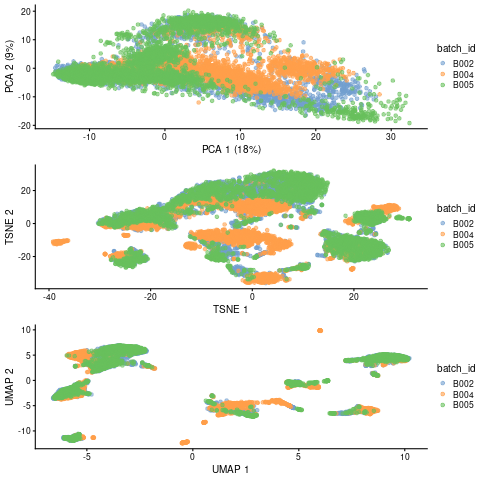 20
10
0
-10
-20
PCA 2 (9%)
-10
0
10
20
30
PCA 1 (18%)
batch_id
B002
B004
B005
20
0
-20
TSNE 2
-40
-20
0
20
TSNE 1
batch_id
B002
B004
B005
10
5
0
-5
-10
UMAP 2
-5
0
5
10
UMAP 1
batch_id
B002
B004
B005